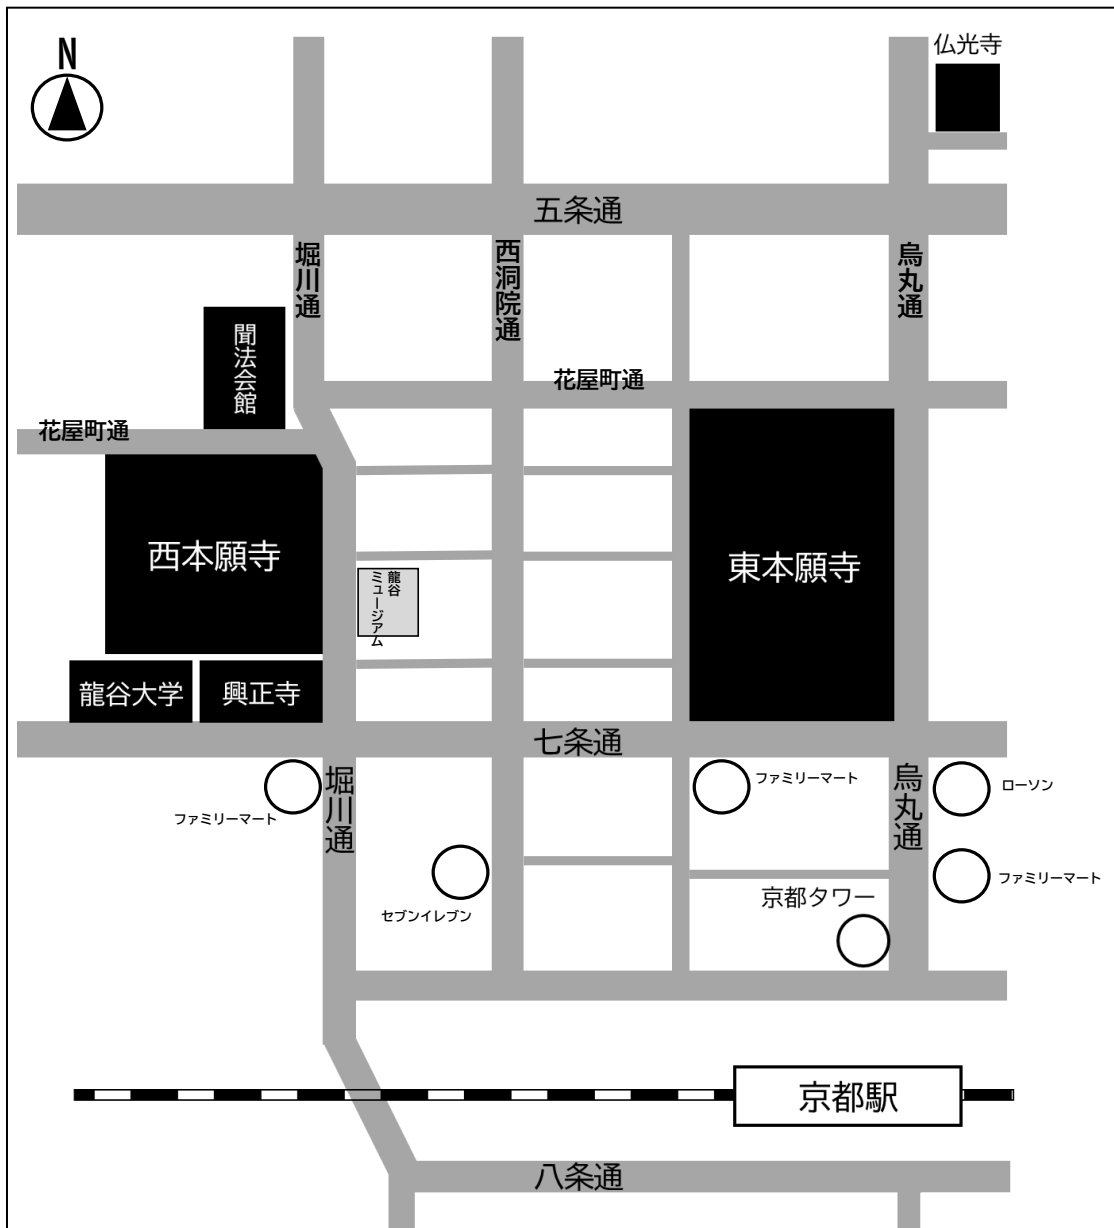 N
仏光寺
五条通
堀川通
西洞院通
烏丸通
聞法会館
花屋町通
花屋町通
西本願寺
東本願寺
龍谷
ミュージアム
龍谷大学
興正寺
七条通
堀川通
烏丸通
ファミリーマート
ローソン
ファミリーマート
ファミリーマート
京都タワー
セブンイレブン
京都駅
八条通